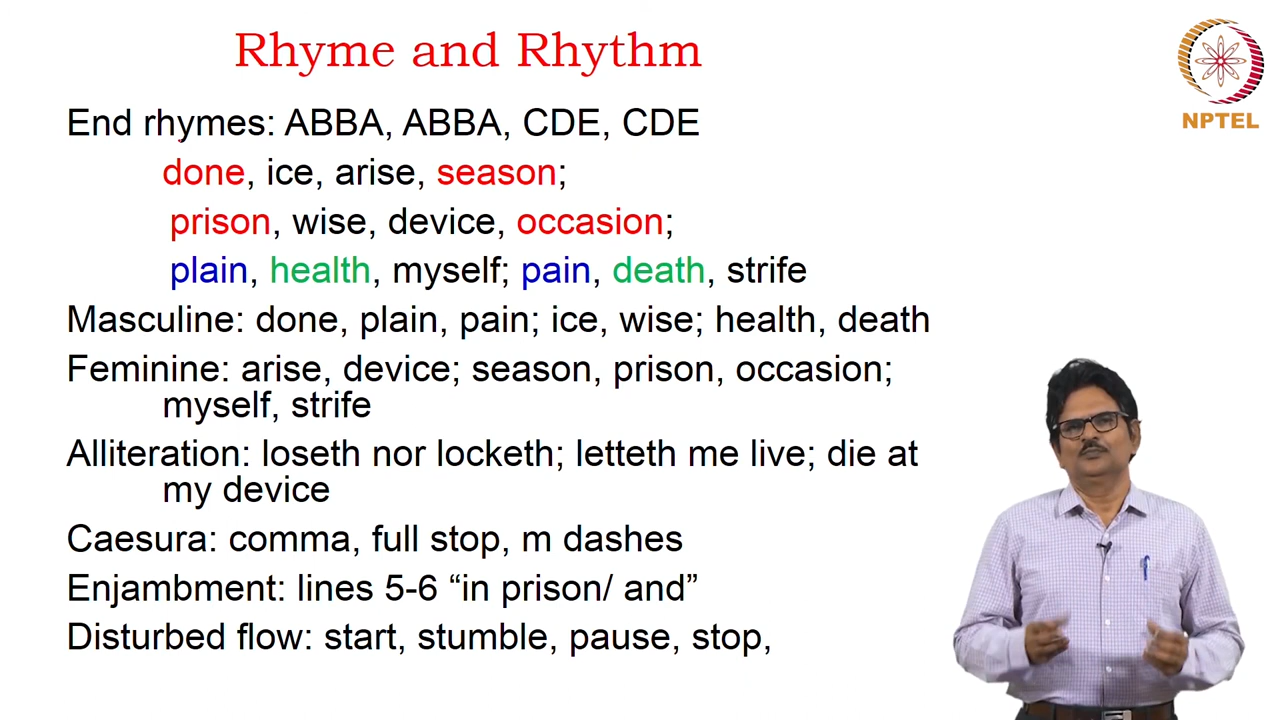 Rhyme and Rhythm
NPTEL
End rhymes: ABBA, ABBA, CDE, CDE
done, ice, arise, season;
prison, wise, device, occasion;
plain, health, myself; pain, death, strife
Masculine: done, plain, pain; ice, wise; health, death
Feminine: arise, device; season, prison, occasion;
myself, strife
Alliteration: loseth nor locketh; letteth me live; die at
my device
Caesura: comma, full stop, m dashes
Enjambment: lines 5-6 “in prison/ and”
Disturbed flow: start, stumble, pause, stop,